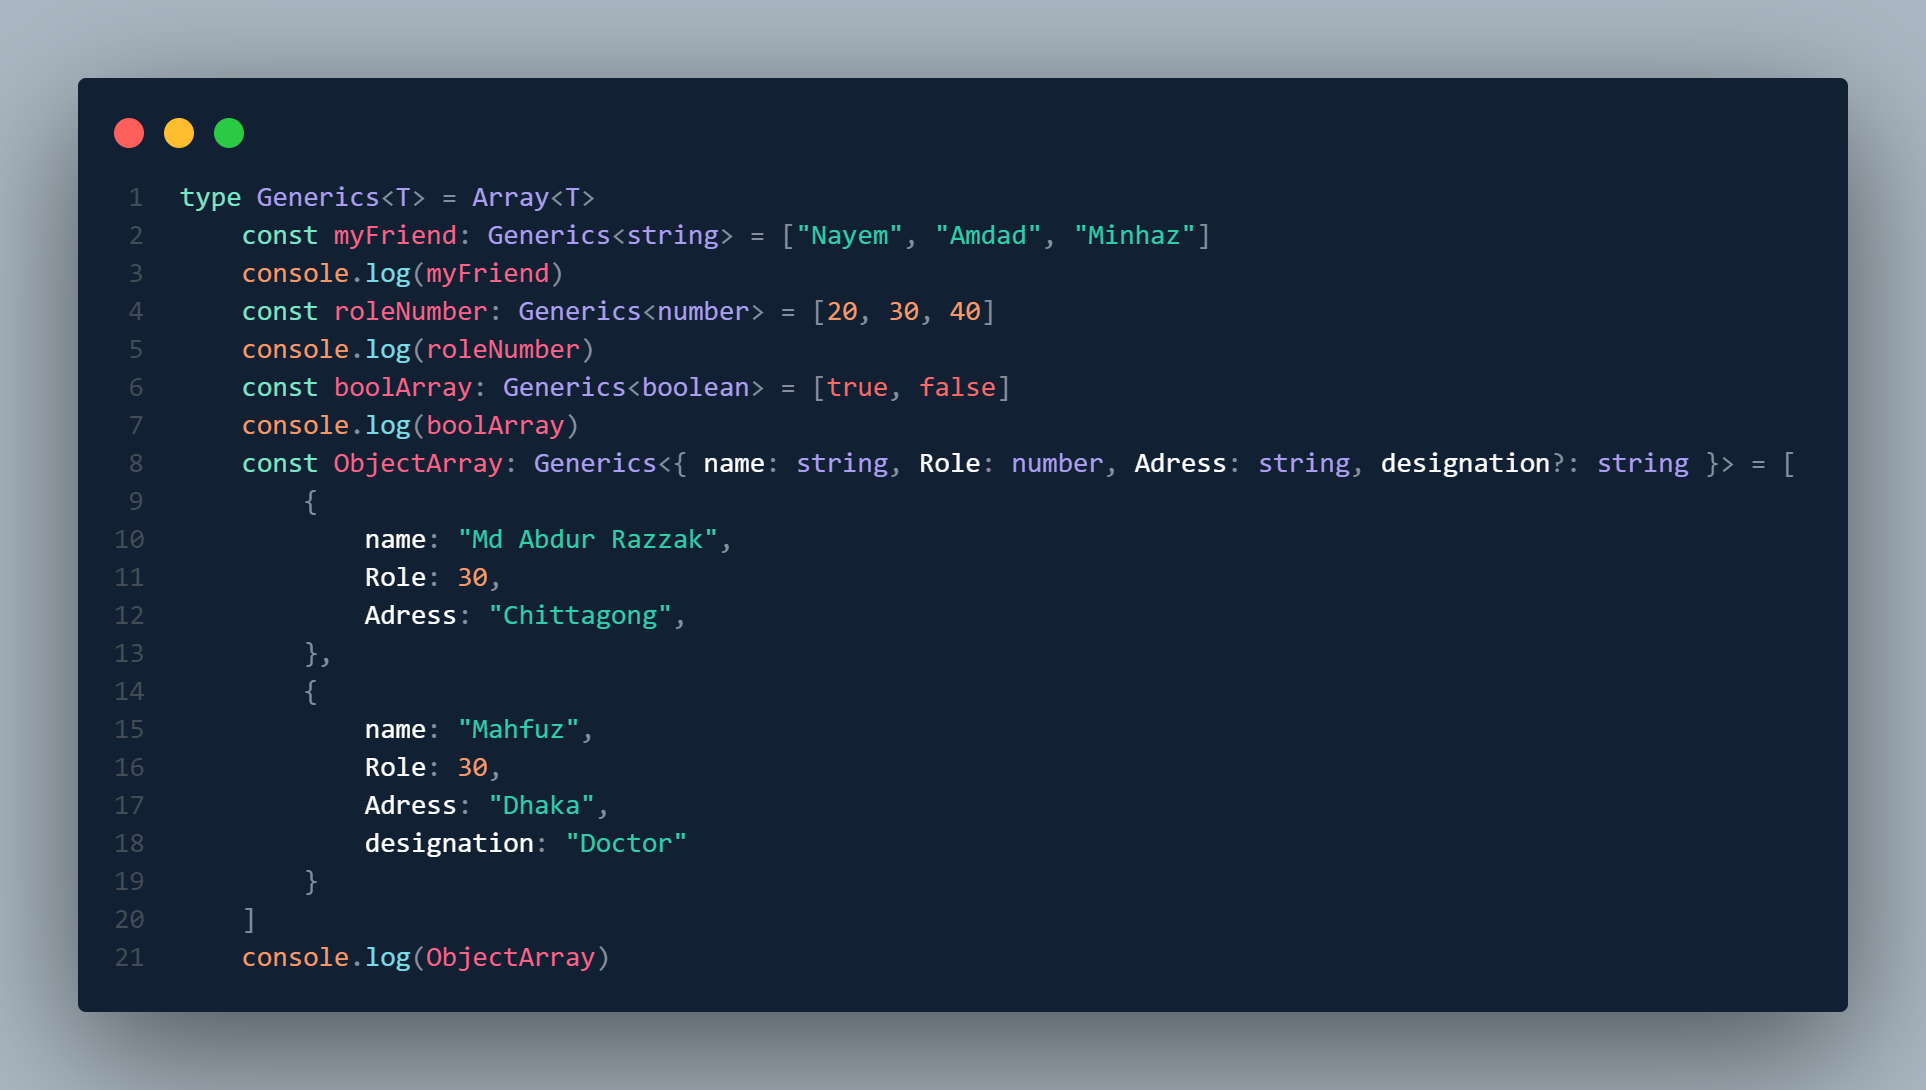 1 type Generics<T> = Array<T>
2 const myFriend: Generics<string> = ["Nayem", "Amdad", "Minhaz"]
3 console.log(myFriend)
4 const roleNumber: Generics<number> = [20, 30, 40]
5 console.log(roleNumber)
6 const boolArray: Generics<boolean> = [true, false]
7 console.log(boolArray)
8 const ObjectArray: Generics<{ name: string, Role: number, Adress: string, designation?: string }> = [
9 {
10 name: "Md Abdur Razzak",
11 Role: 30,
12 Adress: "Chittagong",
13 },
14 {
15 name: "Mahfuz",
16 Role: 30,
17 Adress: "Dhaka",
18 designation: "Doctor"
19 }
20 ]
21 console.log(ObjectArray)